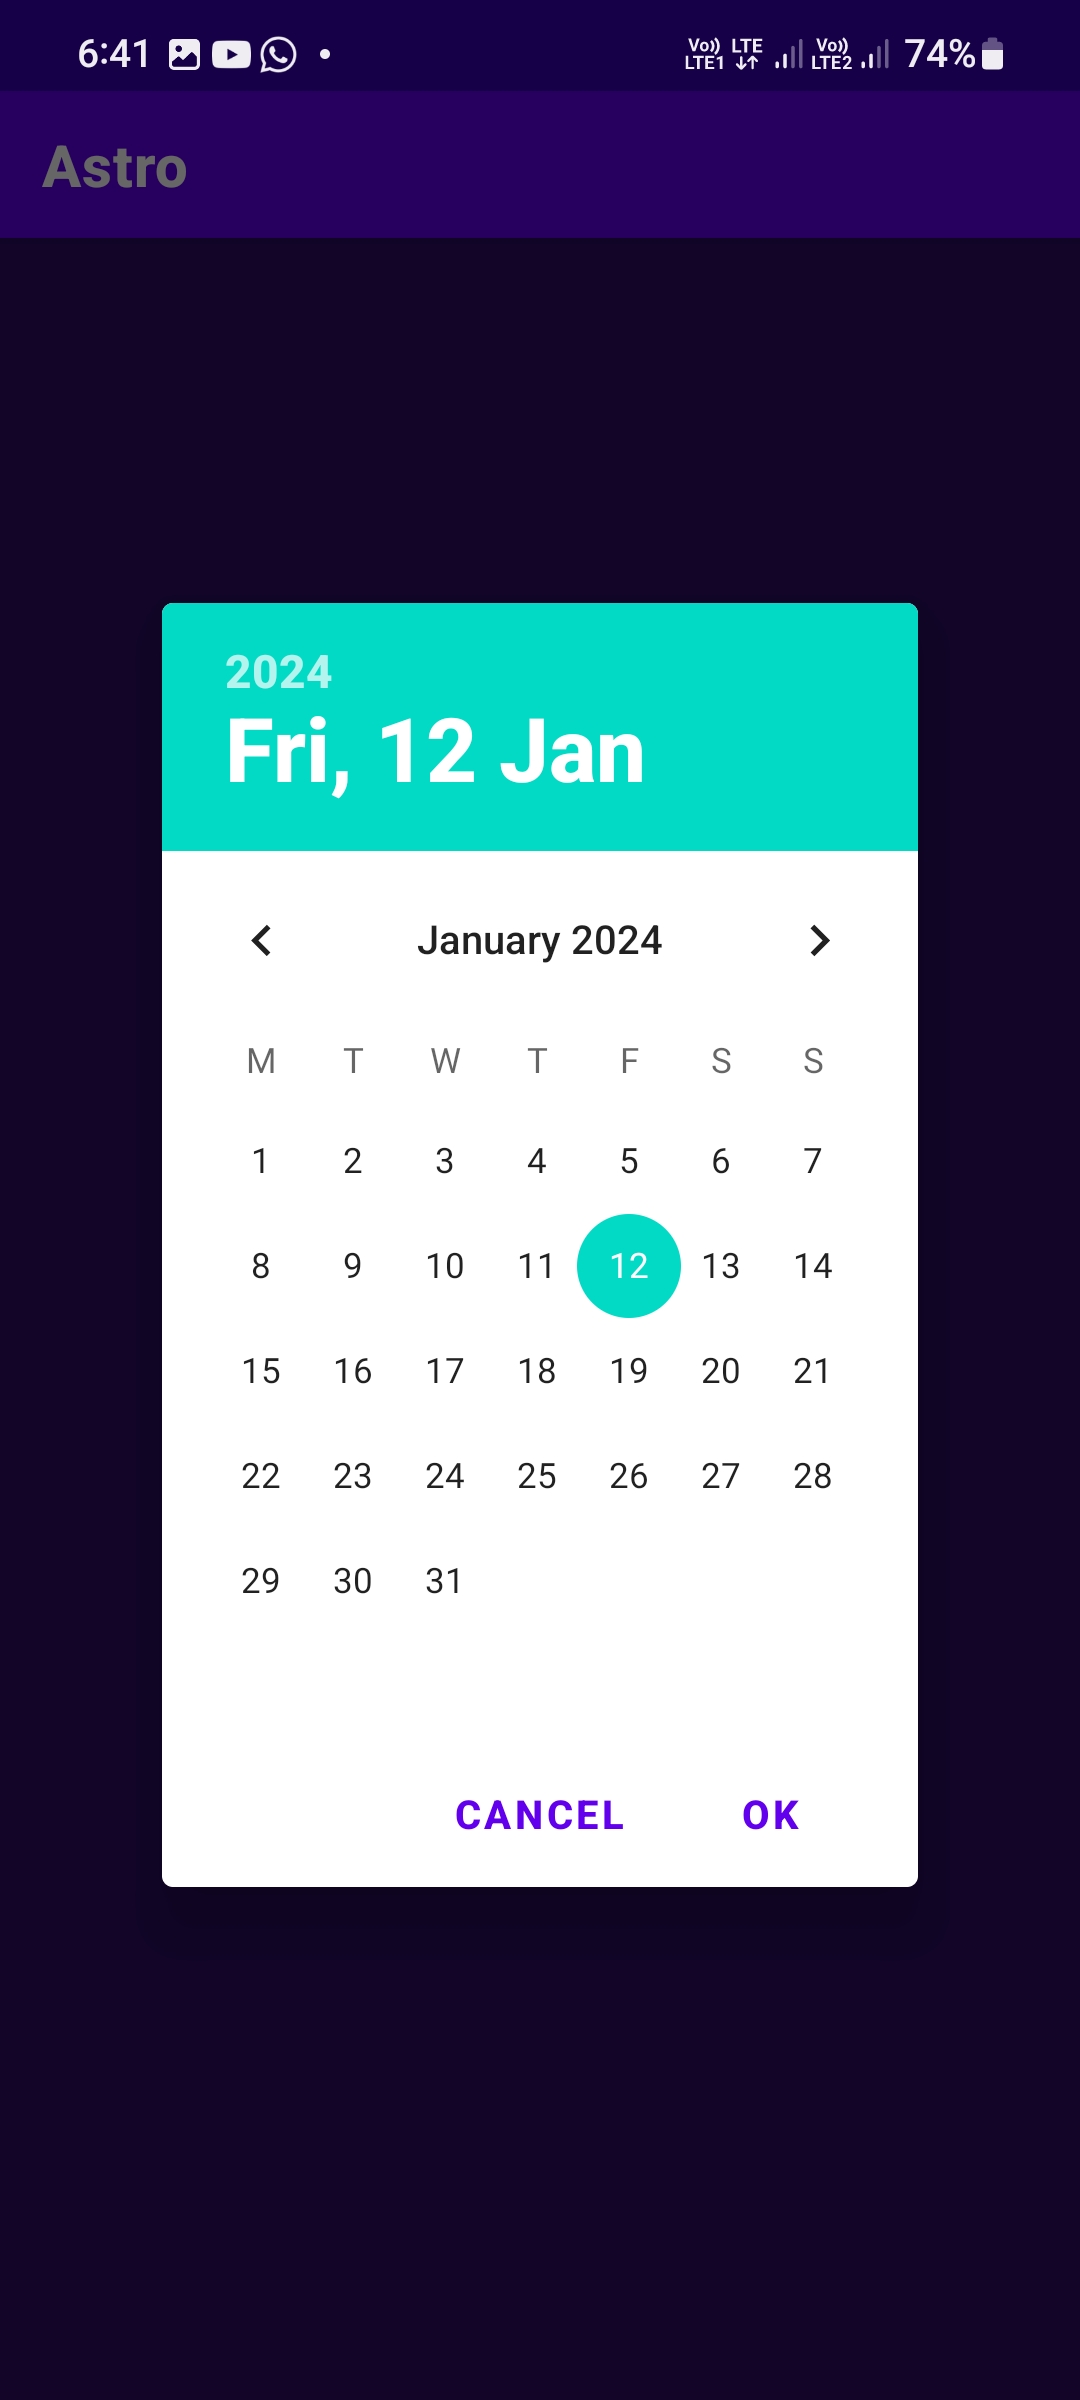 6:41 Vo)) LTE Vo)) 74%
LTE1 LTE2
Astro
2024
Fri, 12 Jan
January 2024
M T W T F S S
1 2 3 4 5 6 7
8 9 10 11 12 13 14
15 16 17 18 19 20 21
22 23 24 25 26 27 28
29 30 31
CANCEL OK